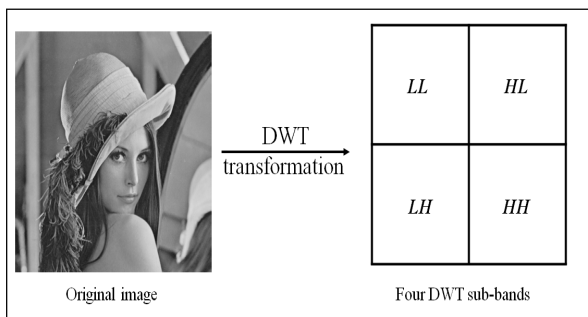 DWT
transformation
LL HL
LH HH
Original image
Four DWT sub-bands